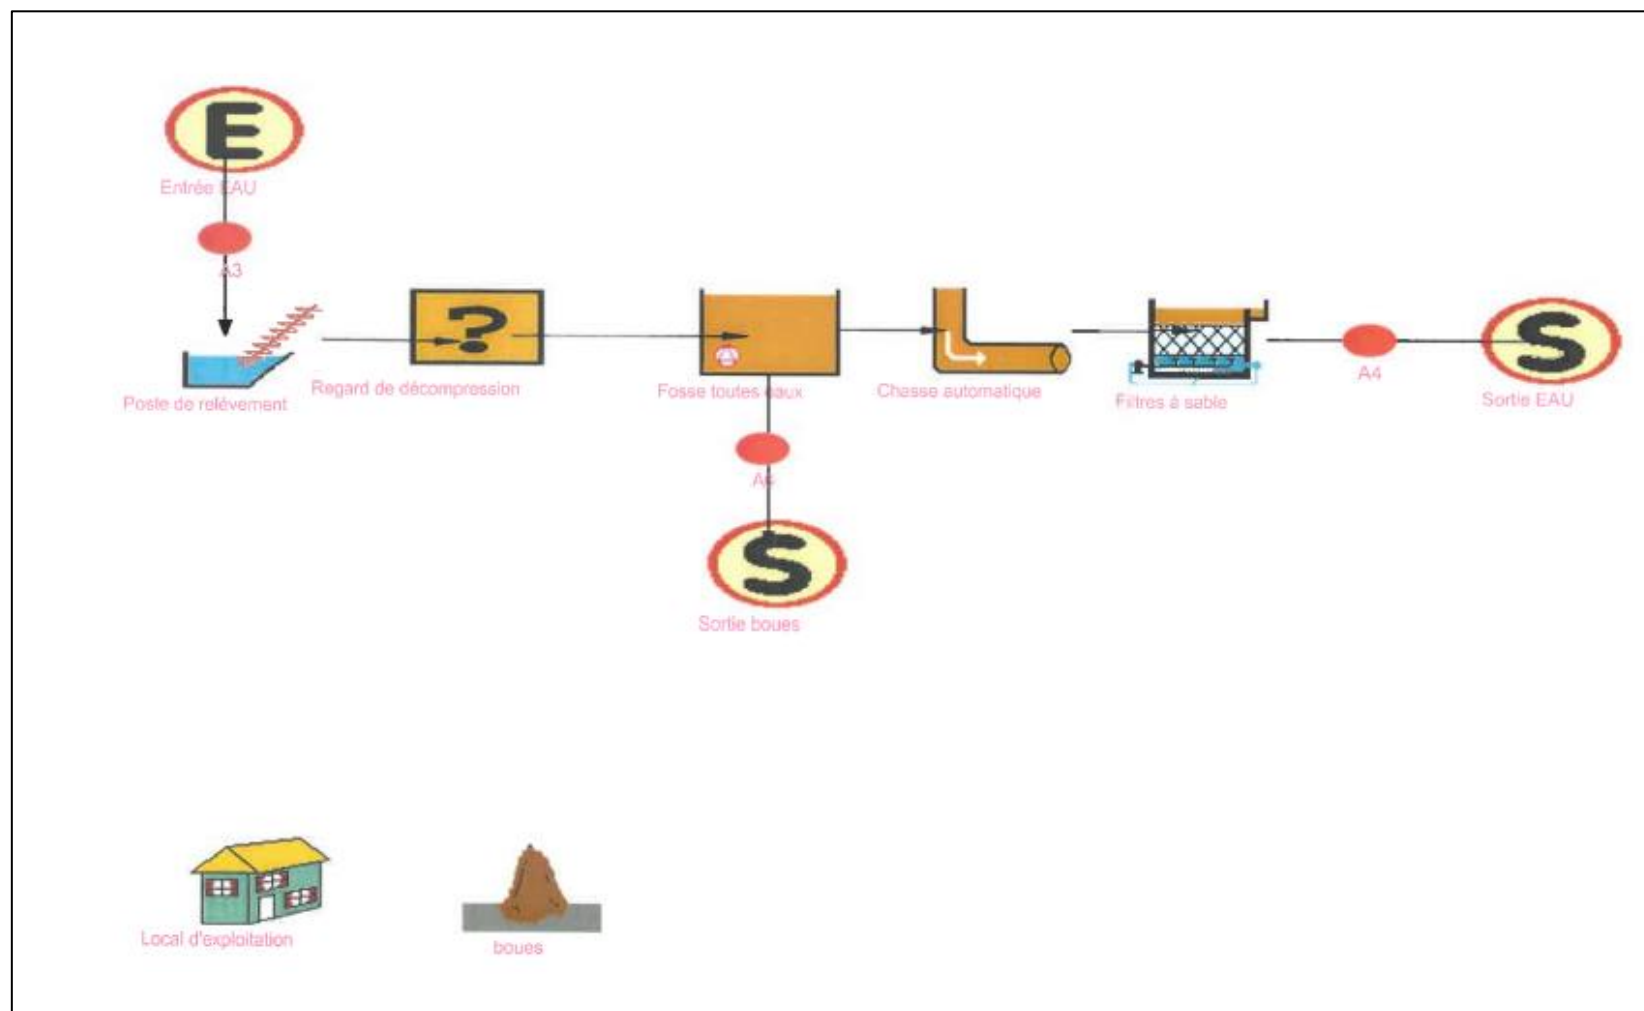 E
Entrée EAU
A3
?
Poste de relévement
Regard de décompression
Fosse toutes eaux
Chasse automatique
Filtres à sable
A4
S
Sortie EAU
S
Sortie boues
Local d'exploitation
boues